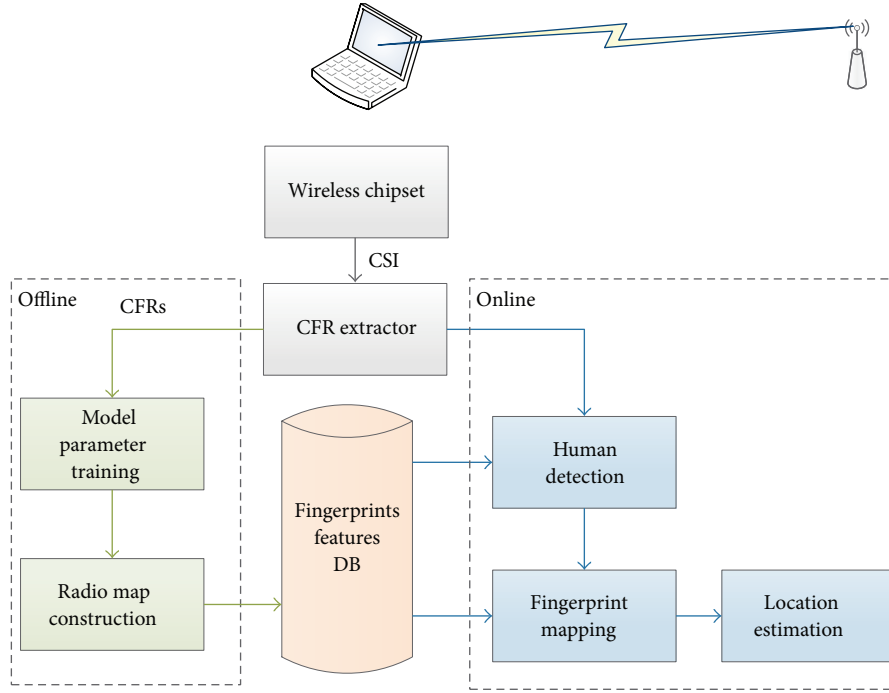 Wireless chipset
CSI
Offline
Online
CFRs
CFR extractor
Model
parameter
training
Human
detection
Fingerprints
features
DB
Radio map
construction
Fingerprint
mapping
Location
estimation